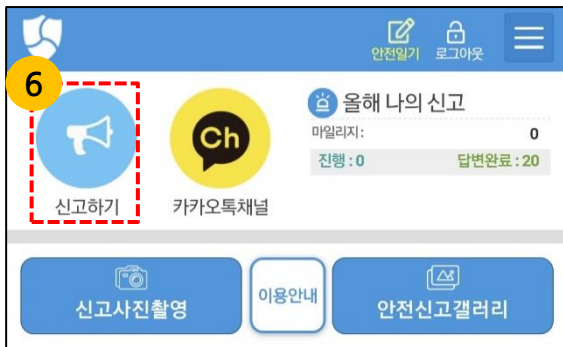 안전일기 로그아웃
6
Ch
올해 나의 신고
마일리지: 0
진행 : 0 답변완료 : 20
신고하기 카카오톡채널
신고사진촬영 이용안내 안전신고갤러리